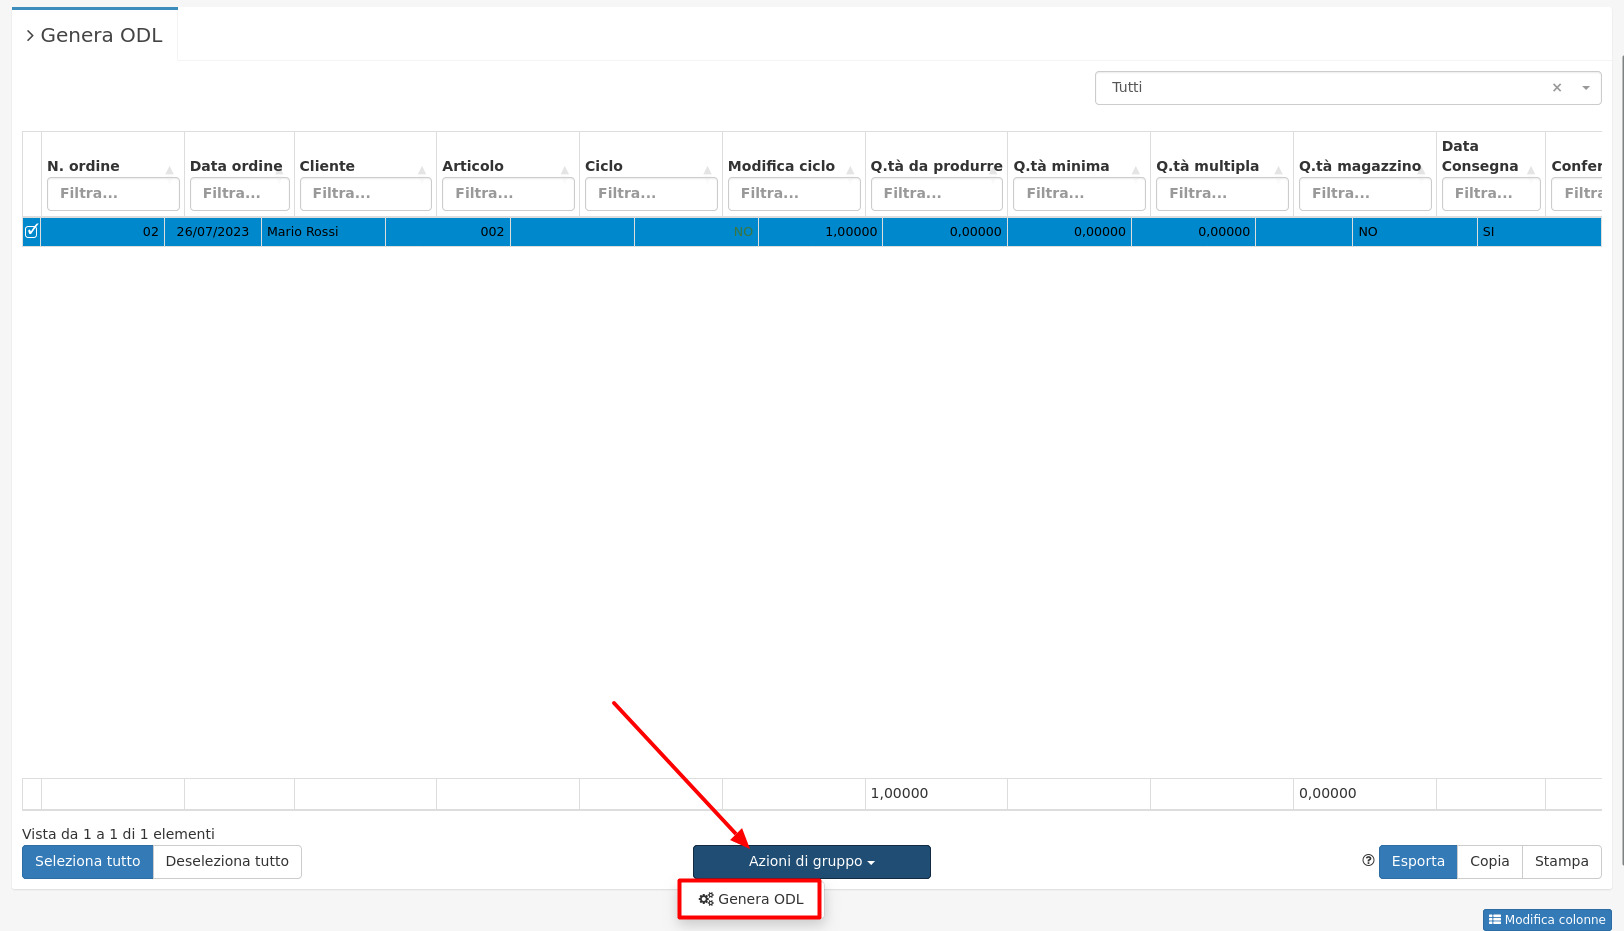 Genera ODL
Tutti
N. ordine Data ordine Cliente Articolo Ciclo Modifica ciclo Q.tà da produrre Q.tà minima Q.tà multipla Q.tà magazzino Data Consegna Confer
Filtra... Filtra... Filtra... Filtra... Filtra... Filtra... Filtra... Filtra... Filtra... Filtra... Filtra... Filtra
02 26/07/2023 Mario Rossi 002 NO 1,00000 0,00000 0,00000 0,00000 NO SI
1,00000 0,00000
Vista da 1 a 1 di 1 elementi
Seleziona tutto Deseleziona tutto Azioni di gruppo Esporta Copia Stampa
Genera ODL
Modifica colonne